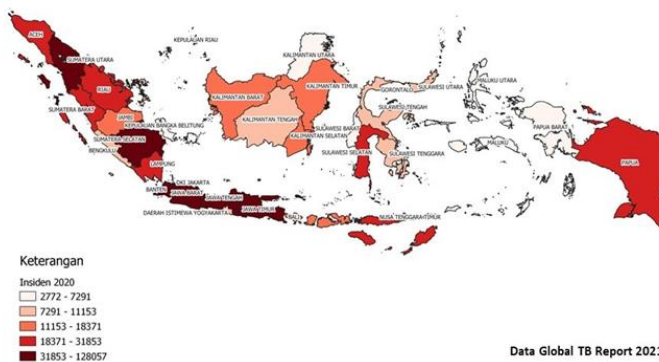 ACEH
KEPULAUAN RIAU
SUMATERA UTARA
KALIMANTAN UTARA
RIAU
GORONTALO
SULAWESI UTARA
MALUKU UTARA
KALIMANTAN TIMUR
KALIMANTAN BARAT
SUMATERA BARAT
JAMBI
SULAWESI TENGAH
KEPULAUAN BANGKA BELITUNG
KALIMANTAN TENGAH
SULAWESI BARAT
PAPUA BARAT
SUMATERA SELATAN
KALIMANTAN SELATAN
BENGKULU
MALUKU
SULAWESI SELATAN
SULAWESI TENGGARA
LAMPUNG
PAPUA
DKI JAKARTA
BANTEN
JAWA BARAT
JAWA TENGAH
DAERAH ISTIMEWA YOGYAKARTA
JAWA TIMUR
BALI
NUSA TENGGARA TIMUR
Keterangan
Insiden 2020
2772 - 7291
7291 - 11153
11153 - 18371
18371 - 31853
31853 - 128057
Data Global TB Report 2021